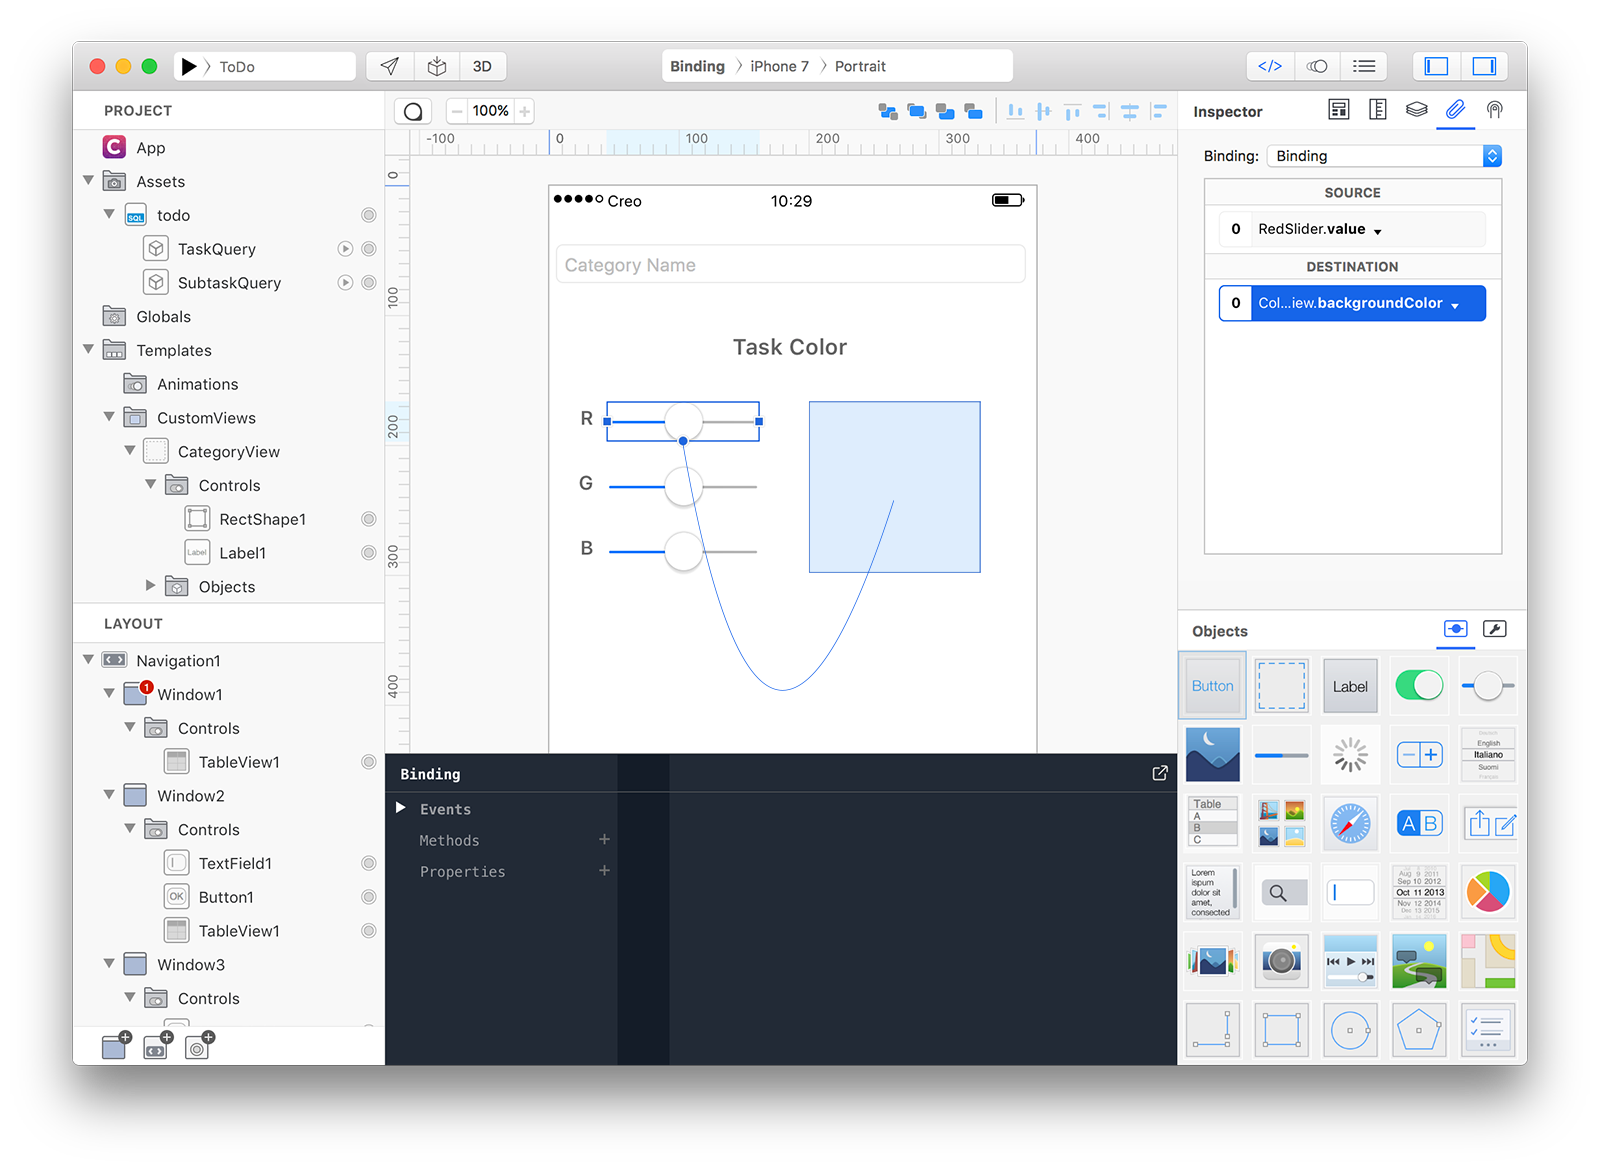 ToDo
3D
Binding
iPhone 7
Portrait
</>
PROJECT
App
Assets
todo
SQL
TaskQuery
SubtaskQuery
Globals
Templates
Animations
CustomViews
CategoryView
Controls
RectShape1
Label
Label1
Objects
LAYOUT
Navigation1
1
Window1
Controls
TableView1
Window2
Controls
TextField1
OK
Button1
TableView1
Window3
Controls
100%
-100
0
100
200
300
400
0
100
200
300
400
Creo
10:29
Category Name
Task Color
R
G
B
Binding
Events
Methods
+
Properties
+
Inspector
Binding:
Binding
SOURCE
0
RedSlider.value
DESTINATION
0
Col...iew.backgroundColor
Objects
Button
Label
English
Italiano
Suomi
Français
Table
A
B
C
A
B
Lorem
ispum
dolor sit
amet,
consected
Aug 9 2011
Sep 10 2012
Oct 11 2013
Nov 12 2014
Dec 13 2015